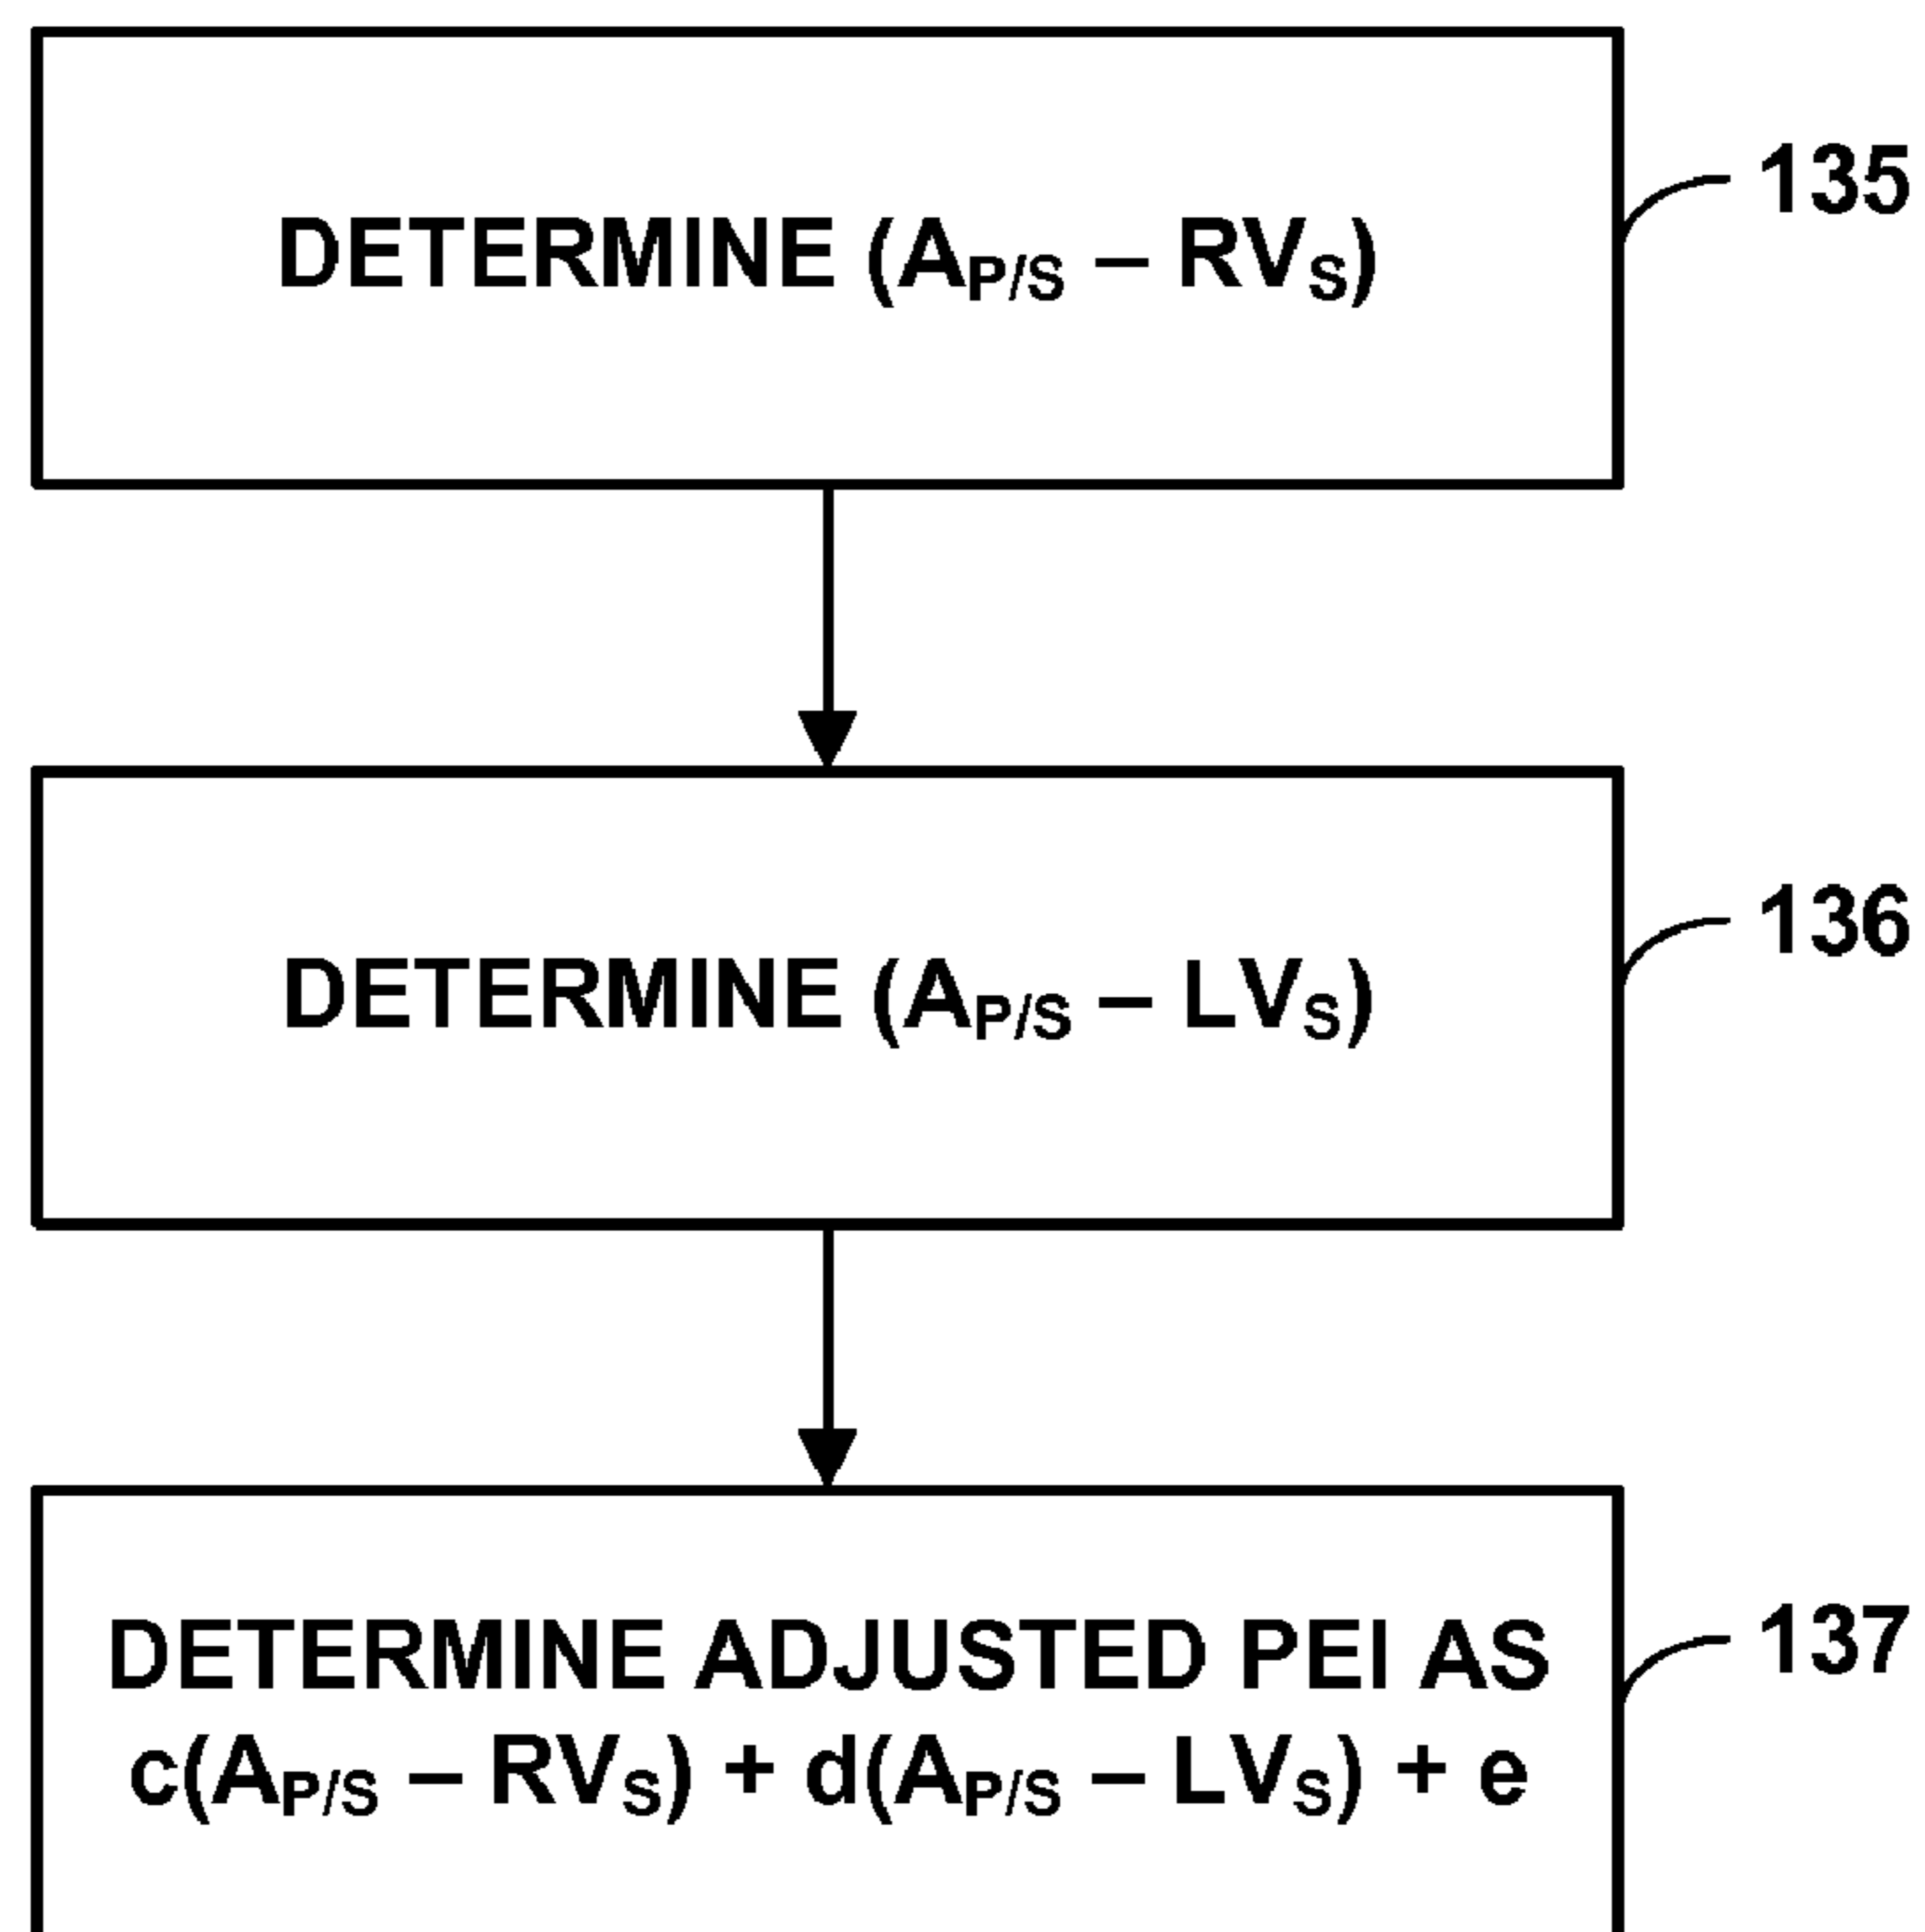 DETERMINE (AP/S – RVS)
135
DETERMINE (AP/S – LVS)
136
DETERMINE ADJUSTED PEI AS
c(AP/S – RVS) + d(AP/S – LVS) + e
137